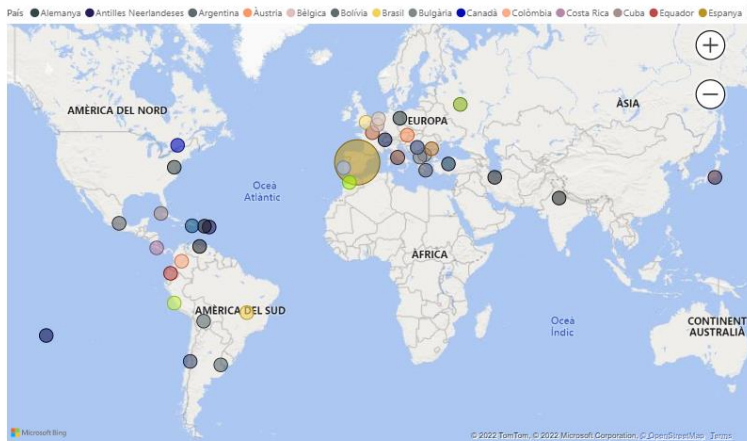 País Alemanya Antilles Neerlandeses Argentina Àustria Bèlgica Bolívia Brasil Bulgària Canadà Colòmbia Costa Rica Cuba Equador Espanya
AMÈRICA DEL NORD
ÀSIA
EUROPA
Oceà
Atlàntic
ÀFRICA
AMÈRICA DEL SUD
Oceà
Índic
CONTINENT
AUSTRALIÀ
Microsoft Bing
© 2022 TomTom, © 2022 Microsoft Corporation, © OpenStreetMap Terms